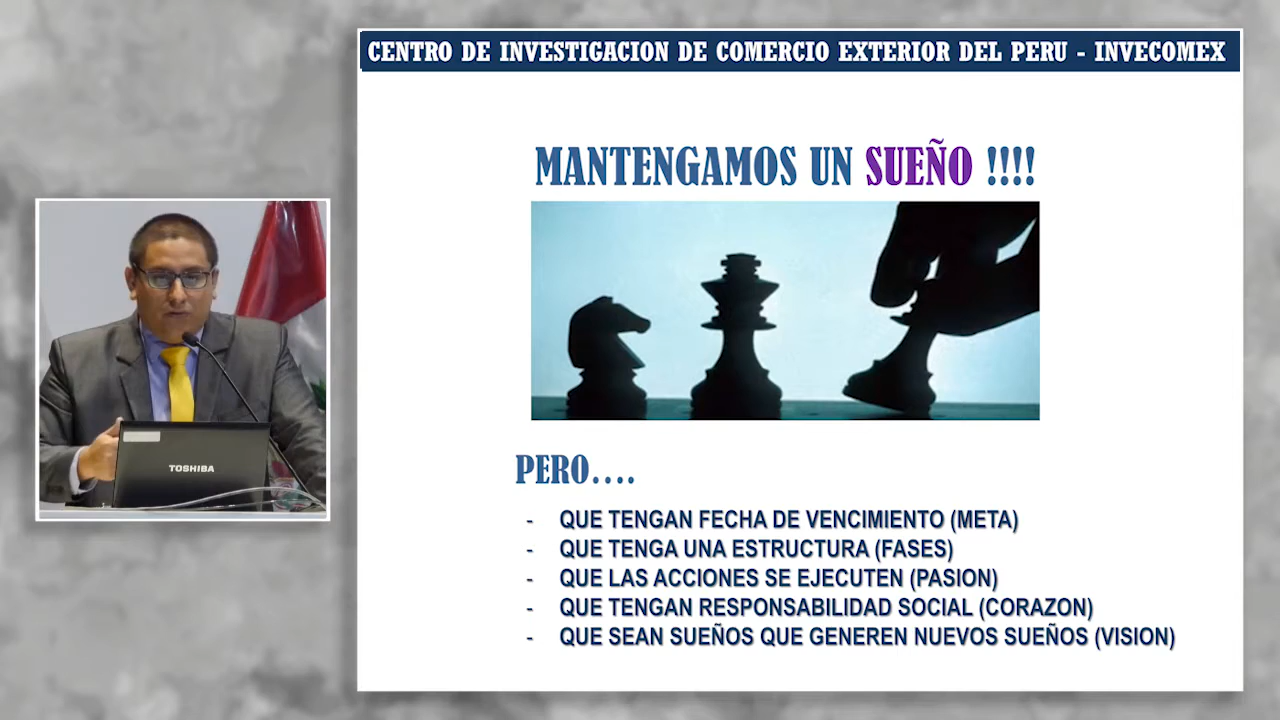 CENTRO DE INVESTIGACION DE COMERCIO EXTERIOR DEL PERU - INVECOMEX
MANTENGAMOS UN SUEÑO !!!!
TOSHIBA
PERO....
- QUE TENGAN FECHA DE VENCIMIENTO (META)
- QUE TENGA UNA ESTRUCTURA (FASES)
- QUE LAS ACCIONES SE EJECUTEN (PASION)
- QUE TENGAN RESPONSABILIDAD SOCIAL (CORAZON)
- QUE SEAN SUEÑOS QUE GENEREN NUEVOS SUEÑOS (VISION)